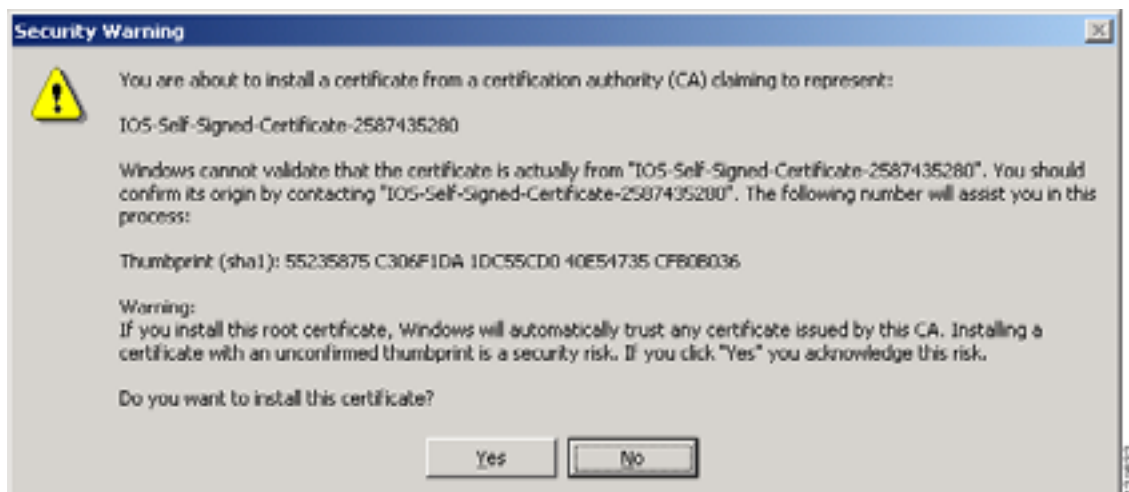 Security Warning
You are about to install a certificate from a certification authority (CA) claiming to represent:
IOS-Self-Signed-Certificate-2587435280
Windows cannot validate that the certificate is actually from "IOS-Self-Signed-Certificate-2587435280". You should
confirm its origin by contacting "IOS-Self-Signed-Certificate-2587435280". The following number will assist you in this
process:
Thumbprint (sha1): 55235875 C306F1DA 1DC55CD0 40E54735 CFB0B036
Warning:
If you install this root certificate, Windows will automatically trust any certificate issued by this CA. Installing a
certificate with an unconfirmed thumbprint is a security risk. If you click "Yes" you acknowledge this risk.
Do you want to install this certificate?
Yes
No